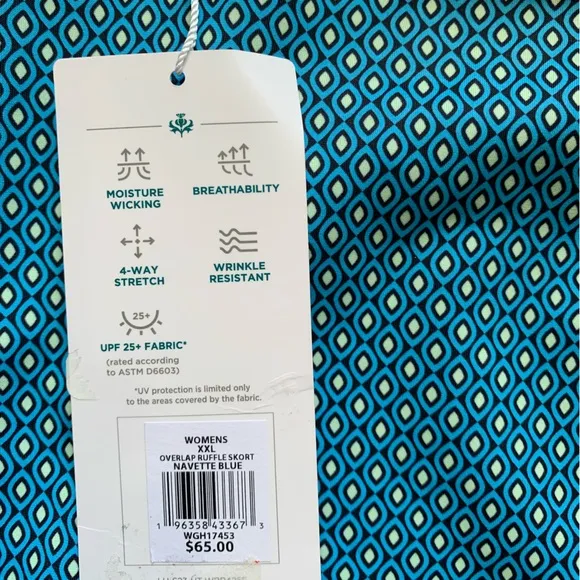 MOISTURE
WICKING
BREATHABILITY
4-WAY
STRETCH
WRINKLE
RESISTANT
25+
UPF 25+ FABRIC*
(rated according
to ASTM D6603)
*UV protection is limited only
to the areas covered by the fabric.
WOMENS
XXL
OVERLAP RUFFLE SKORT
NAVETTE BLUE
1 96358 43367 3
WGH17453
$65.00